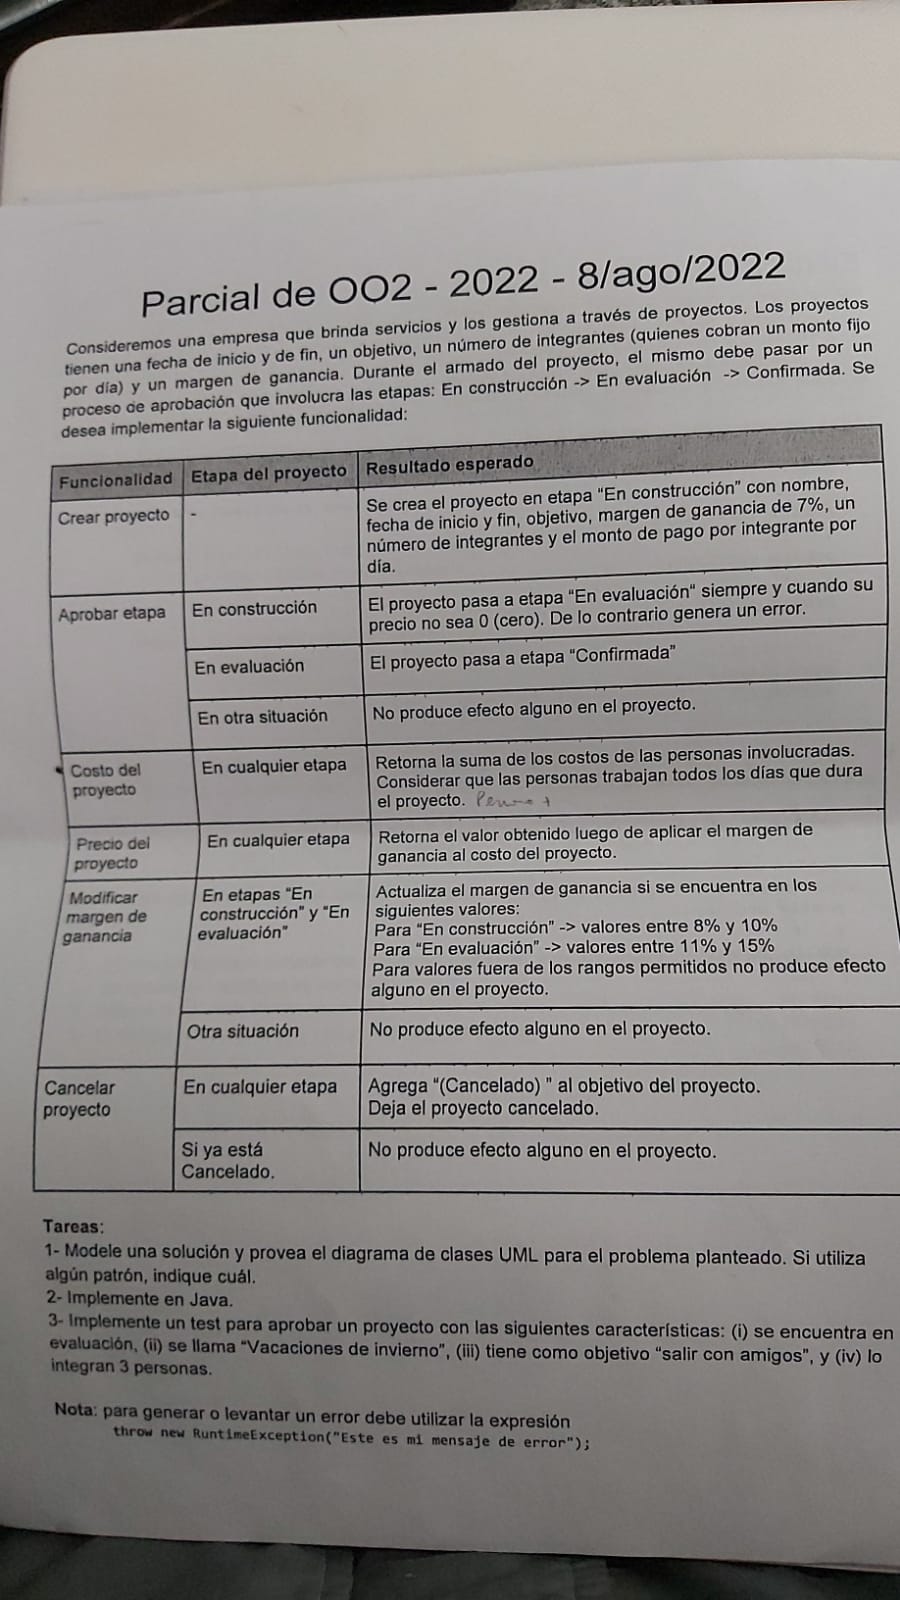 Parcial de OO2 - 2022 - 8/ago/2022
Consideremos una empresa que brinda servicios y los gestiona a través de proyectos. Los proyectos
tienen una fecha de inicio y de fin, un objetivo, un número de integrantes (quienes cobran un monto fijo
por día) y un margen de ganancia. Durante el armado del proyecto, el mismo debe pasar por un
proceso de aprobación que involucra las etapas: En construcción -> En evaluación -> Confirmada. Se
desea implementar la siguiente funcionalidad:
Funcionalidad Etapa del proyecto Resultado esperado
Crear proyecto -
Se crea el proyecto en etapa “En construcción” con nombre,
fecha de inicio y fin, objetivo, margen de ganancia de 7%, un
número de integrantes y el monto de pago por integrante por
día.
Aprobar etapa
En construcción
El proyecto pasa a etapa “En evaluación“ siempre y cuando su
precio no sea 0 (cero). De lo contrario genera un error.
En evaluación
El proyecto pasa a etapa “Confirmada”
En otra situación
No produce efecto alguno en el proyecto.
Costo del
proyecto
En cualquier etapa
Retorna la suma de los costos de las personas involucradas.
Considerar que las personas trabajan todos los días que dura
el proyecto.
Precio del
proyecto
En cualquier etapa
Retorna el valor obtenido luego de aplicar el margen de
ganancia al costo del proyecto.
Modificar
margen de
ganancia
En etapas “En
construcción” y “En
evaluación”
Actualiza el margen de ganancia si se encuentra en los
siguientes valores:
Para “En construcción” -> valores entre 8% y 10%
Para “En evaluación” -> valores entre 11% y 15%
Para valores fuera de los rangos permitidos no produce efecto
alguno en el proyecto.
Otra situación
No produce efecto alguno en el proyecto.
Cancelar
proyecto
En cualquier etapa
Agrega “(Cancelado) ” al objetivo del proyecto.
Deja el proyecto cancelado.
Si ya está
Cancelado.
No produce efecto alguno en el proyecto.
Tareas:
1- Modele una solución y provea el diagrama de clases UML para el problema planteado. Si utiliza
algún patrón, indique cuál.
2- Implemente en Java.
3- Implemente un test para aprobar un proyecto con las siguientes características: (i) se encuentra en
evaluación, (ii) se llama “Vacaciones de invierno”, (iii) tiene como objetivo “salir con amigos”, y (iv) lo
integran 3 personas.
Nota: para generar o levantar un error debe utilizar la expresión
throw new RuntimeException("Este es mi mensaje de error");